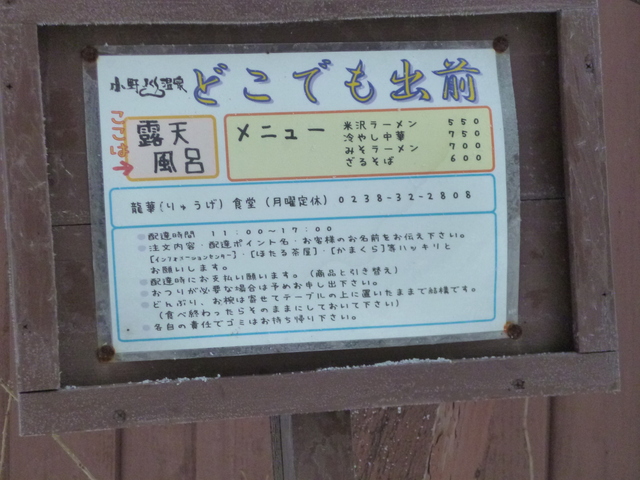 小野川温泉 どこでも出前
ココ
露天
風呂
メニュー
米沢ラーメン 550
冷やし中華 750
みそラーメン 700
ざるそば 600
龍華(りゅうげ) 食堂 (月曜定休) 0238-32-2808
配達時間 11:00~17:00
注文内容・配達ポイント名・お客様のお名前をお伝え下さい。
[インフォメーションセンター]・[ほたる茶屋]・[かまくら]等ハッキリと
お願いします。
配達時にお支払い願います。(商品と引き替え)
おつりが必要な場合は予めお申し出下さい。
どんぶり、お椀は寄せてテーブルの上に置いたままで結構です。
(食べ終わったらそのままにしておいて下さい)
各自の責任でゴミはお持ち帰り下さい。